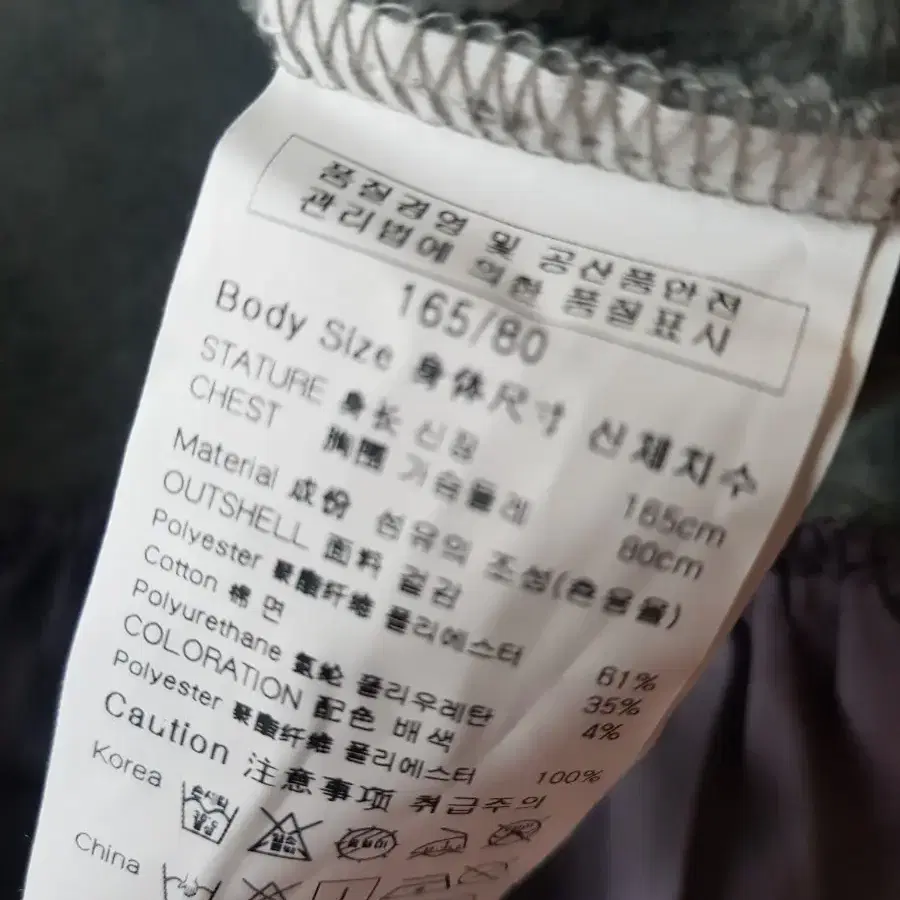 품질경영 및 공산품안전
관리법에 의한 품질표시
165/80
Body Size 身体尺寸 신체치수
STATURE 身长 신장 165cm
CHEST 胸围 가슴둘레 80cm
Material 成份 섬유의 조성(혼용율)
OUTSHELL 面料 겉감
Polyester 聚酯纤维 폴리에스터 61%
Cotton 棉 면 35%
Polyurethane 氨纶 폴리우레탄 4%
COLORATION 配色 배색
Polyester 聚酯纤维 폴리에스터 100%
Caution 注意事项 취급주의
Korea
China